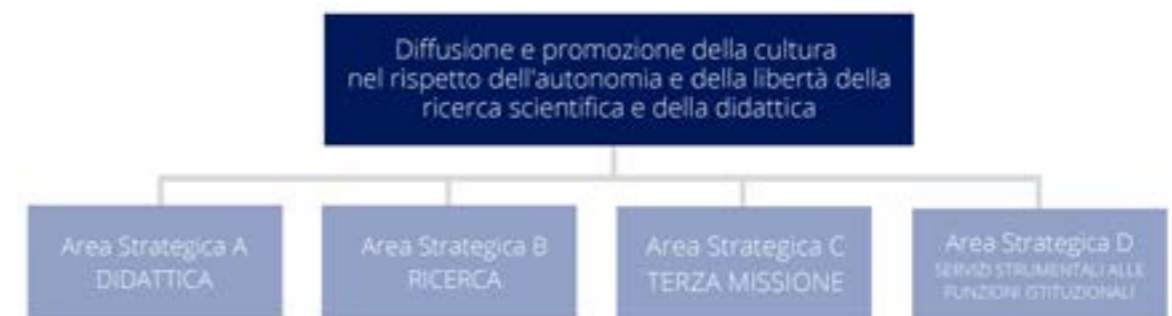 Diffusione e promozione della cultura
nel rispetto dell'autonomia e della libertà della
ricerca scientifica e della didattica
Area Strategica A
DIDATTICA
Area Strategica B
RICERCA
Area Strategica C
TERZA MISSIONE
Area Strategica D
SERVIZI STRUMENTALI ALLE
FUNZIONI ISTITUZIONALI